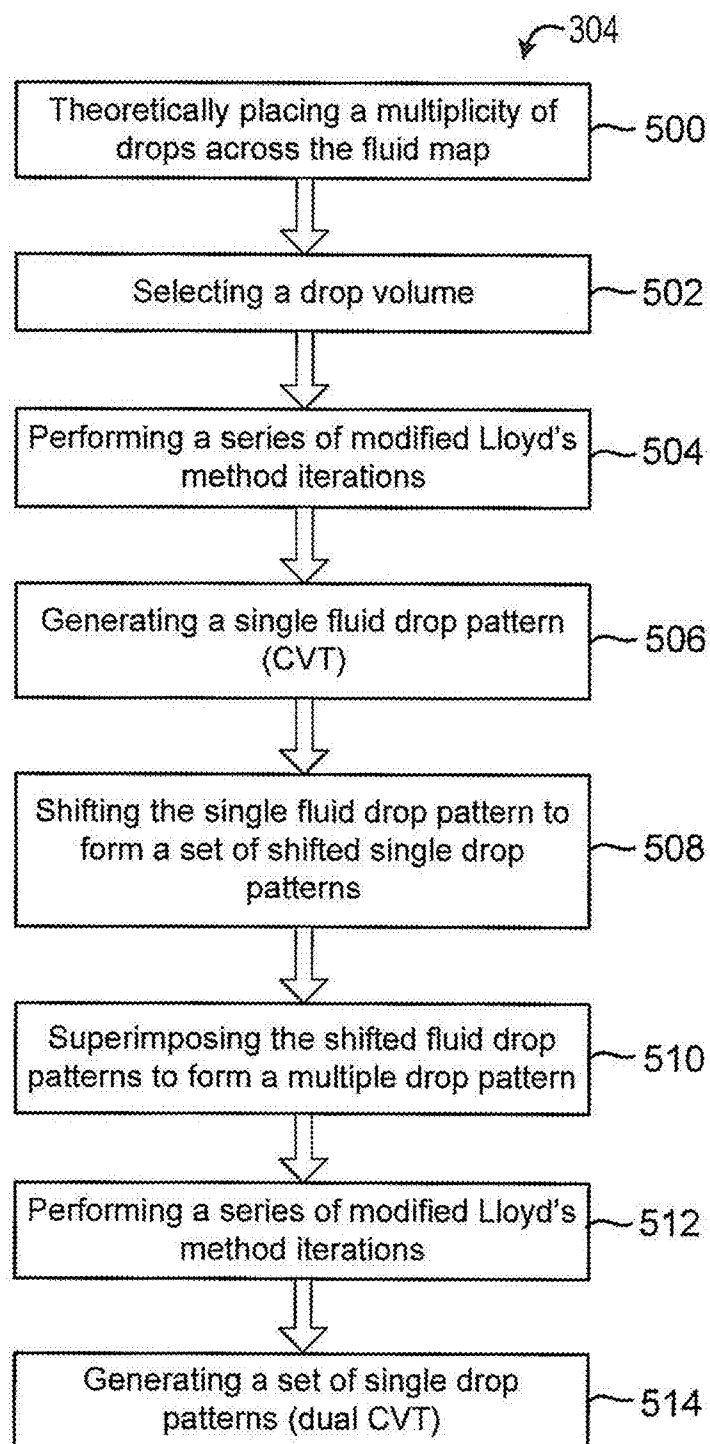 304
Theoretically placing a multiplicity of
drops across the fluid map
500
Selecting a drop volume
502
Performing a series of modified Lloyd's
method iterations
504
Generating a single fluid drop pattern
(CVT)
506
Shifting the single fluid drop pattern to
form a set of shifted single drop
patterns
508
Superimposing the shifted fluid drop
patterns to form a multiple drop pattern
510
Performing a series of modified Lloyd's
method iterations
512
Generating a set of single drop
patterns (dual CVT)
514